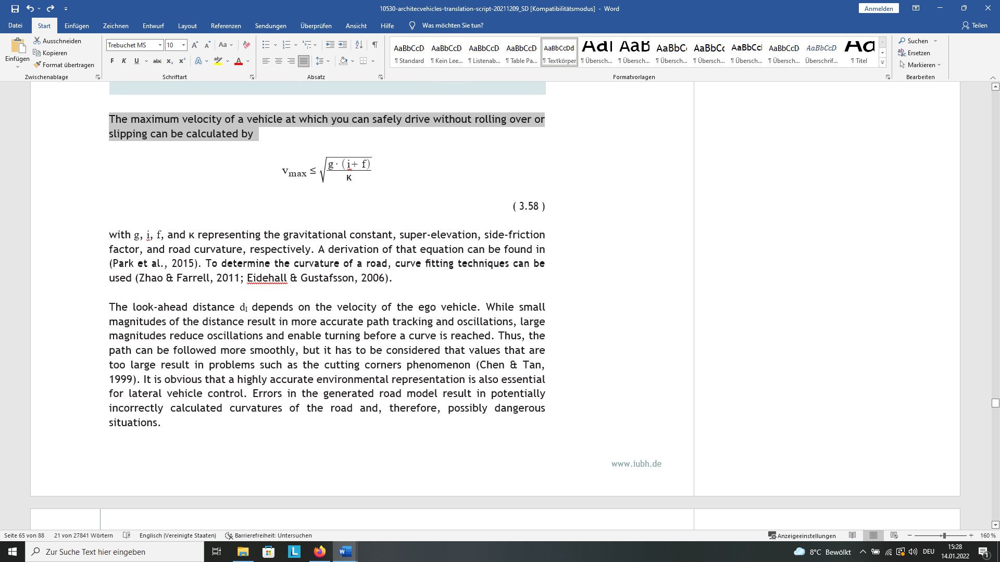 10530-architecvehicles-translation-script-20211209_SD [Kompatibilitätsmodus] - Word
Anmelden
Datei Start Einfügen Zeichnen Entwurf Layout Referenzen Sendungen Überprüfen Ansicht Hilfe Was möchten Sie tun? Teilen
Einfügen
Ausschneiden
Kopieren
Format übertragen
Zwischenablage
Trebuchet MS 10
F K U abc x₂ x²
Schriftart
Absatz
AaBbCcD AaBbCcD AaBbCcD AaBbCcD AaBbCcDd AaI AaB AaBbC AaBbCc AaBbCcl AaBbCcD AaBbCcD Aa
¶ Standard ¶ Kein Lee... ¶ Listenab... ¶ Table Pa... ¶ Textkörper ¶ Übersch... ¶ Übersch... ¶ Übersch... ¶ Übersch... ¶ Übersch... ¶ Übersch... Überschrif... ¶ Titel
Formatvorlagen
Suchen
Ersetzen
Markieren
Bearbeiten
The maximum velocity of a vehicle at which you can safely drive without rolling over or
slipping can be calculated by
v_max ≤ √(g · (i + f) / κ)
( 3.58 )
with g, i, f, and κ representing the gravitational constant, super-elevation, side-friction
factor, and road curvature, respectively. A derivation of that equation can be found in
(Park et al., 2015). To determine the curvature of a road, curve fitting techniques can be
used (Zhao & Farrell, 2011; Eidehall & Gustafsson, 2006).
The look-ahead distance d₁ depends on the velocity of the ego vehicle. While small
magnitudes of the distance result in more accurate path tracking and oscillations, large
magnitudes reduce oscillations and enable turning before a curve is reached. Thus, the
path can be followed more smoothly, but it has to be considered that values that are
too large result in problems such as the cutting corners phenomenon (Chen & Tan,
1999). It is obvious that a highly accurate environmental representation is also essential
for lateral vehicle control. Errors in the generated road model result in potentially
incorrectly calculated curvatures of the road and, therefore, possibly dangerous
situations.
www.iubh.de
Seite 65 von 88 21 von 27841 Wörtern Englisch (Vereinigte Staaten) Barrierefreiheit: Untersuchen Anzeigeeinstellungen 160 %
Zur Suche Text hier eingeben
8°C Bewölkt DEU
15:28
14.01.2022
1